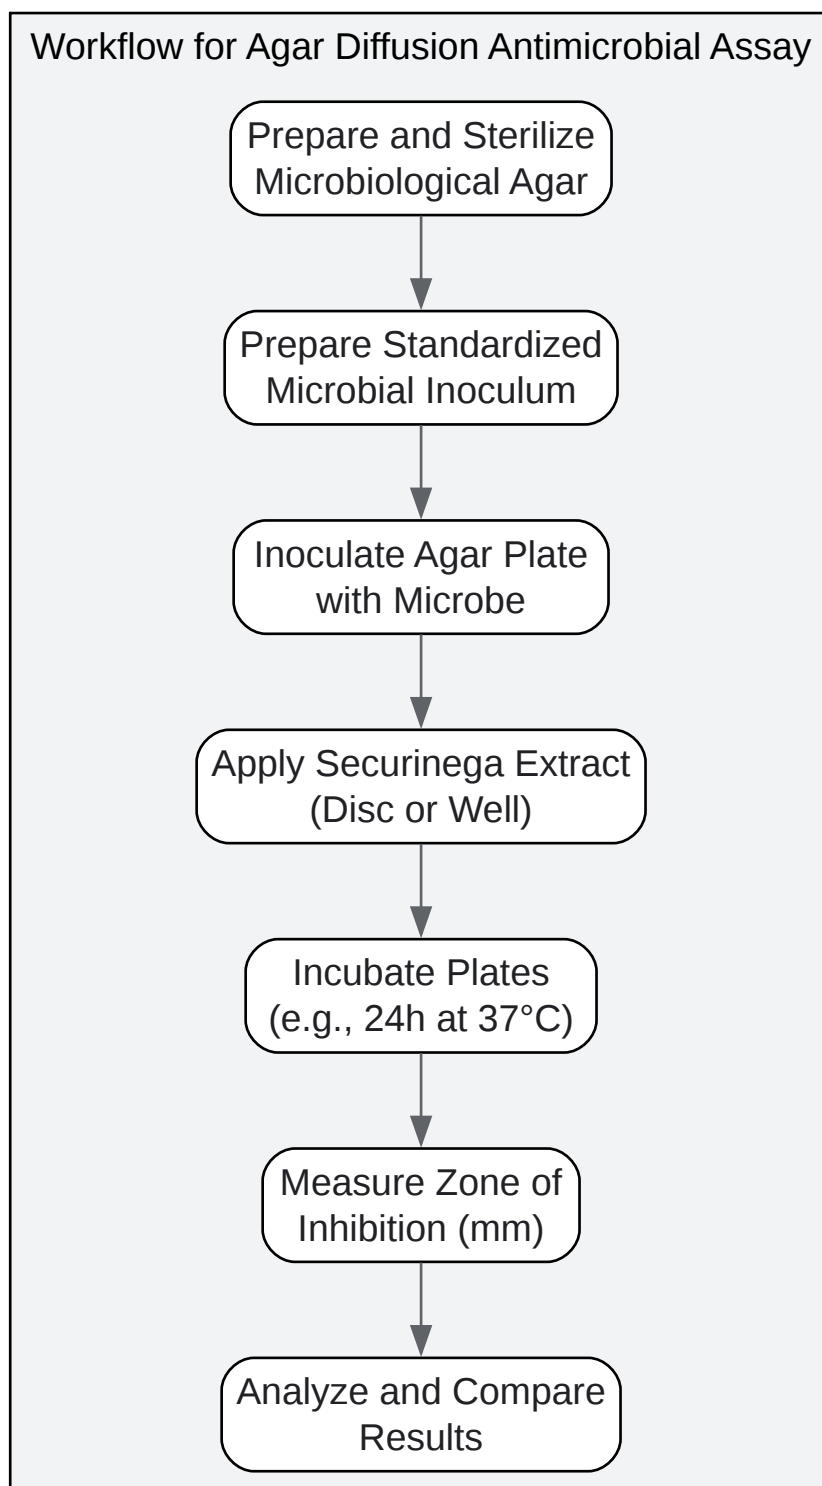 Workflow for Agar Diffusion Antimicrobial Assay
Prepare and Sterilize
Microbiological Agar
Prepare Standardized
Microbial Inoculum
Inoculate Agar Plate
with Microbe
Apply Securinega Extract
(Disc or Well)
Incubate Plates
(e.g., 24h at 37°C)
Measure Zone of
Inhibition (mm)
Analyze and Compare
Results